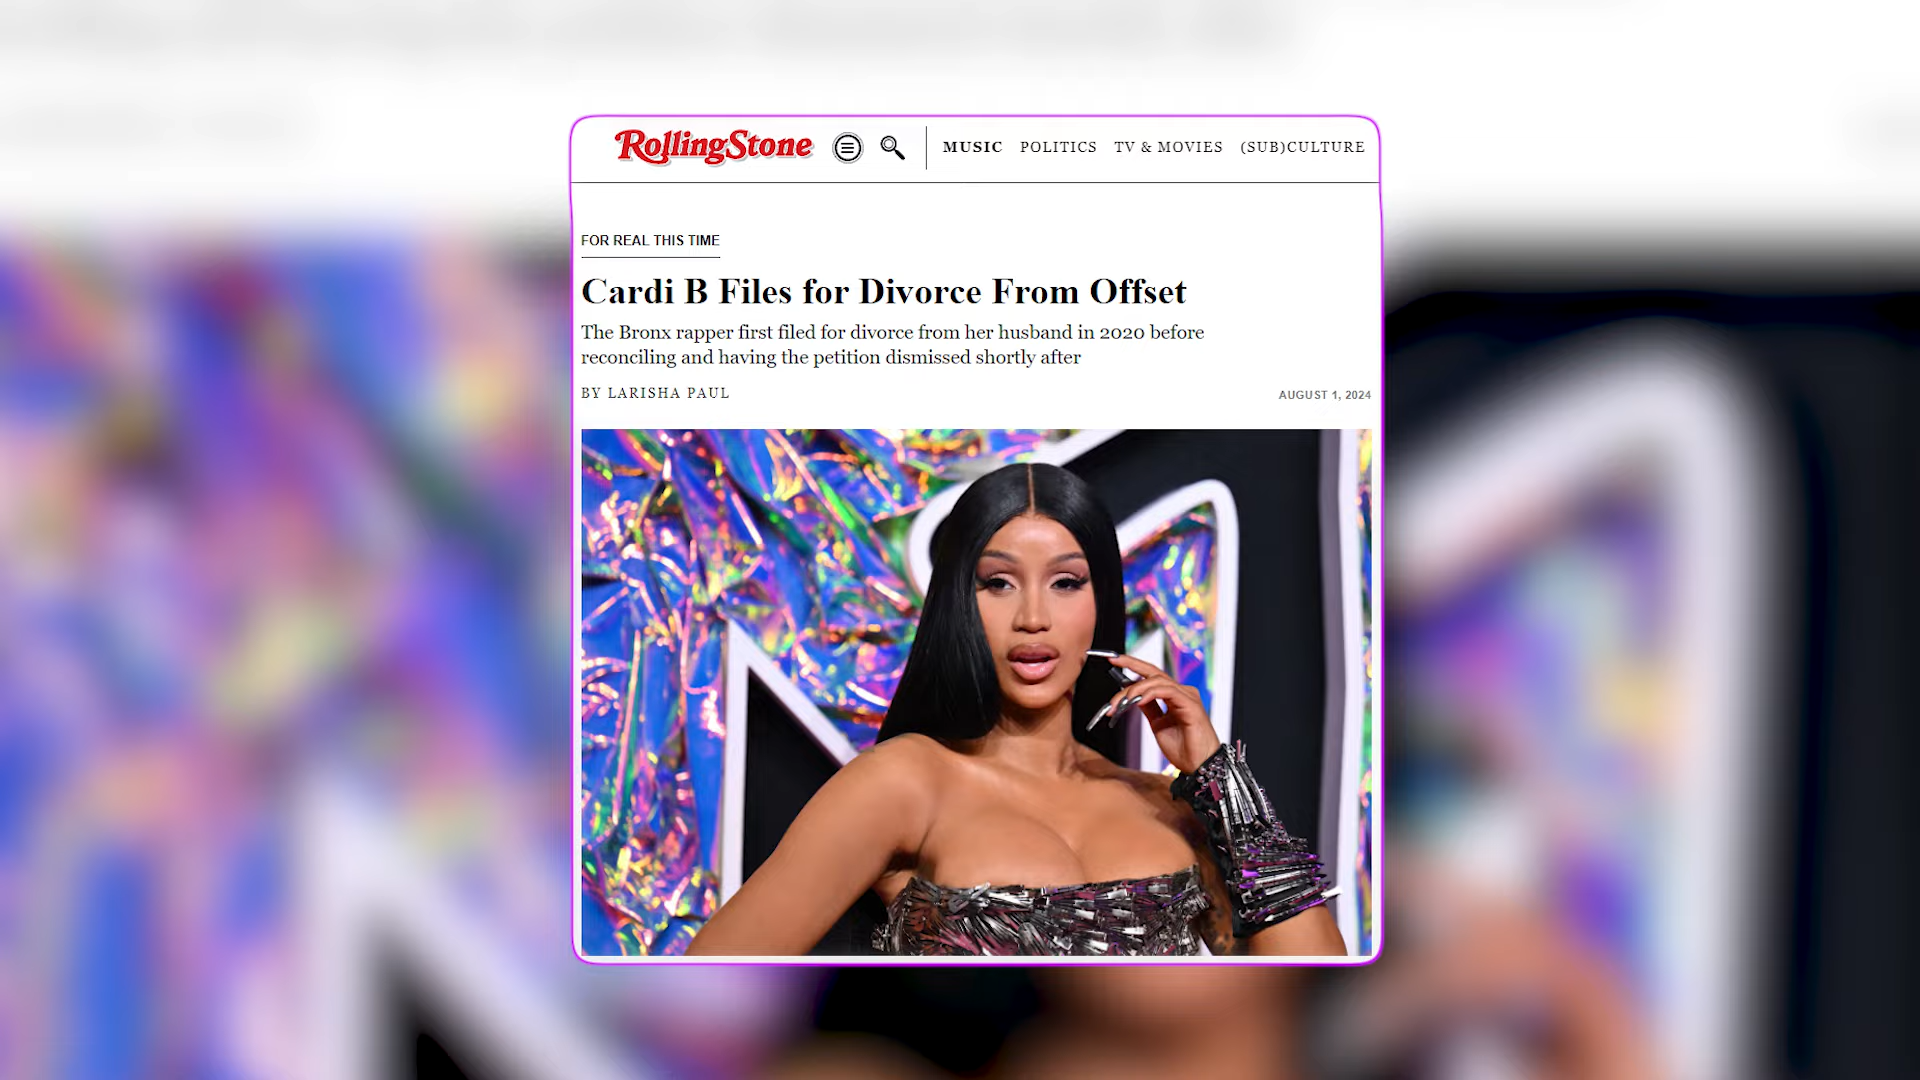 RollingStone
MUSIC POLITICS TV & MOVIES (SUB)CULTURE
FOR REAL THIS TIME
Cardi B Files for Divorce From Offset
The Bronx rapper first filed for divorce from her husband in 2020 before
reconciling and having the petition dismissed shortly after
BY LARISHA PAUL
AUGUST 1, 2024